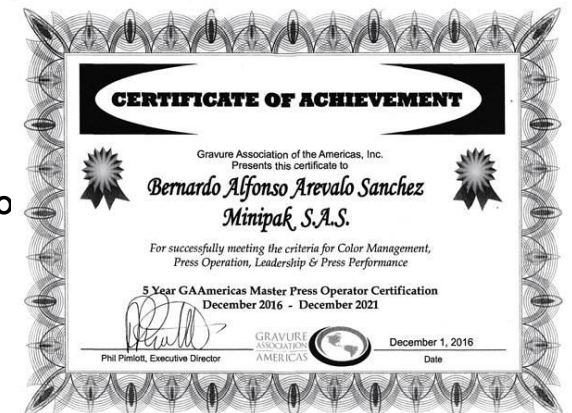 CERTIFICATE OF ACHIEVEMENT
Gravure Association of the Americas, Inc.
Presents this certificate to
Bernardo Alfonso Arevalo Sanchez
Minipak S.A.S.
For successfully meeting the criteria for Color Management,
Press Operation, Leadership & Press Performance
5 Year GAAmericas Master Press Operator Certification
December 2016 - December 2021
GRAVURE
ASSOCIATION
AMERICAS
December 1, 2016
Phil Pimlott, Executive Director
Date